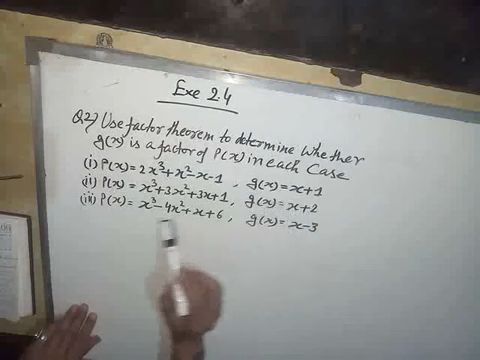 Exe 2.4
Q2) Use factor theorem to determine whether
g(x) is a factor of P(x) in each Case
(i) P(x) = 2x³+x²-x-1 , g(x)=x+1
(ii) P(x) = x³+3x²+3x+1, g(x)=x+2
(iii) P(x) = x³-4x²+x+6, g(x)=x-3